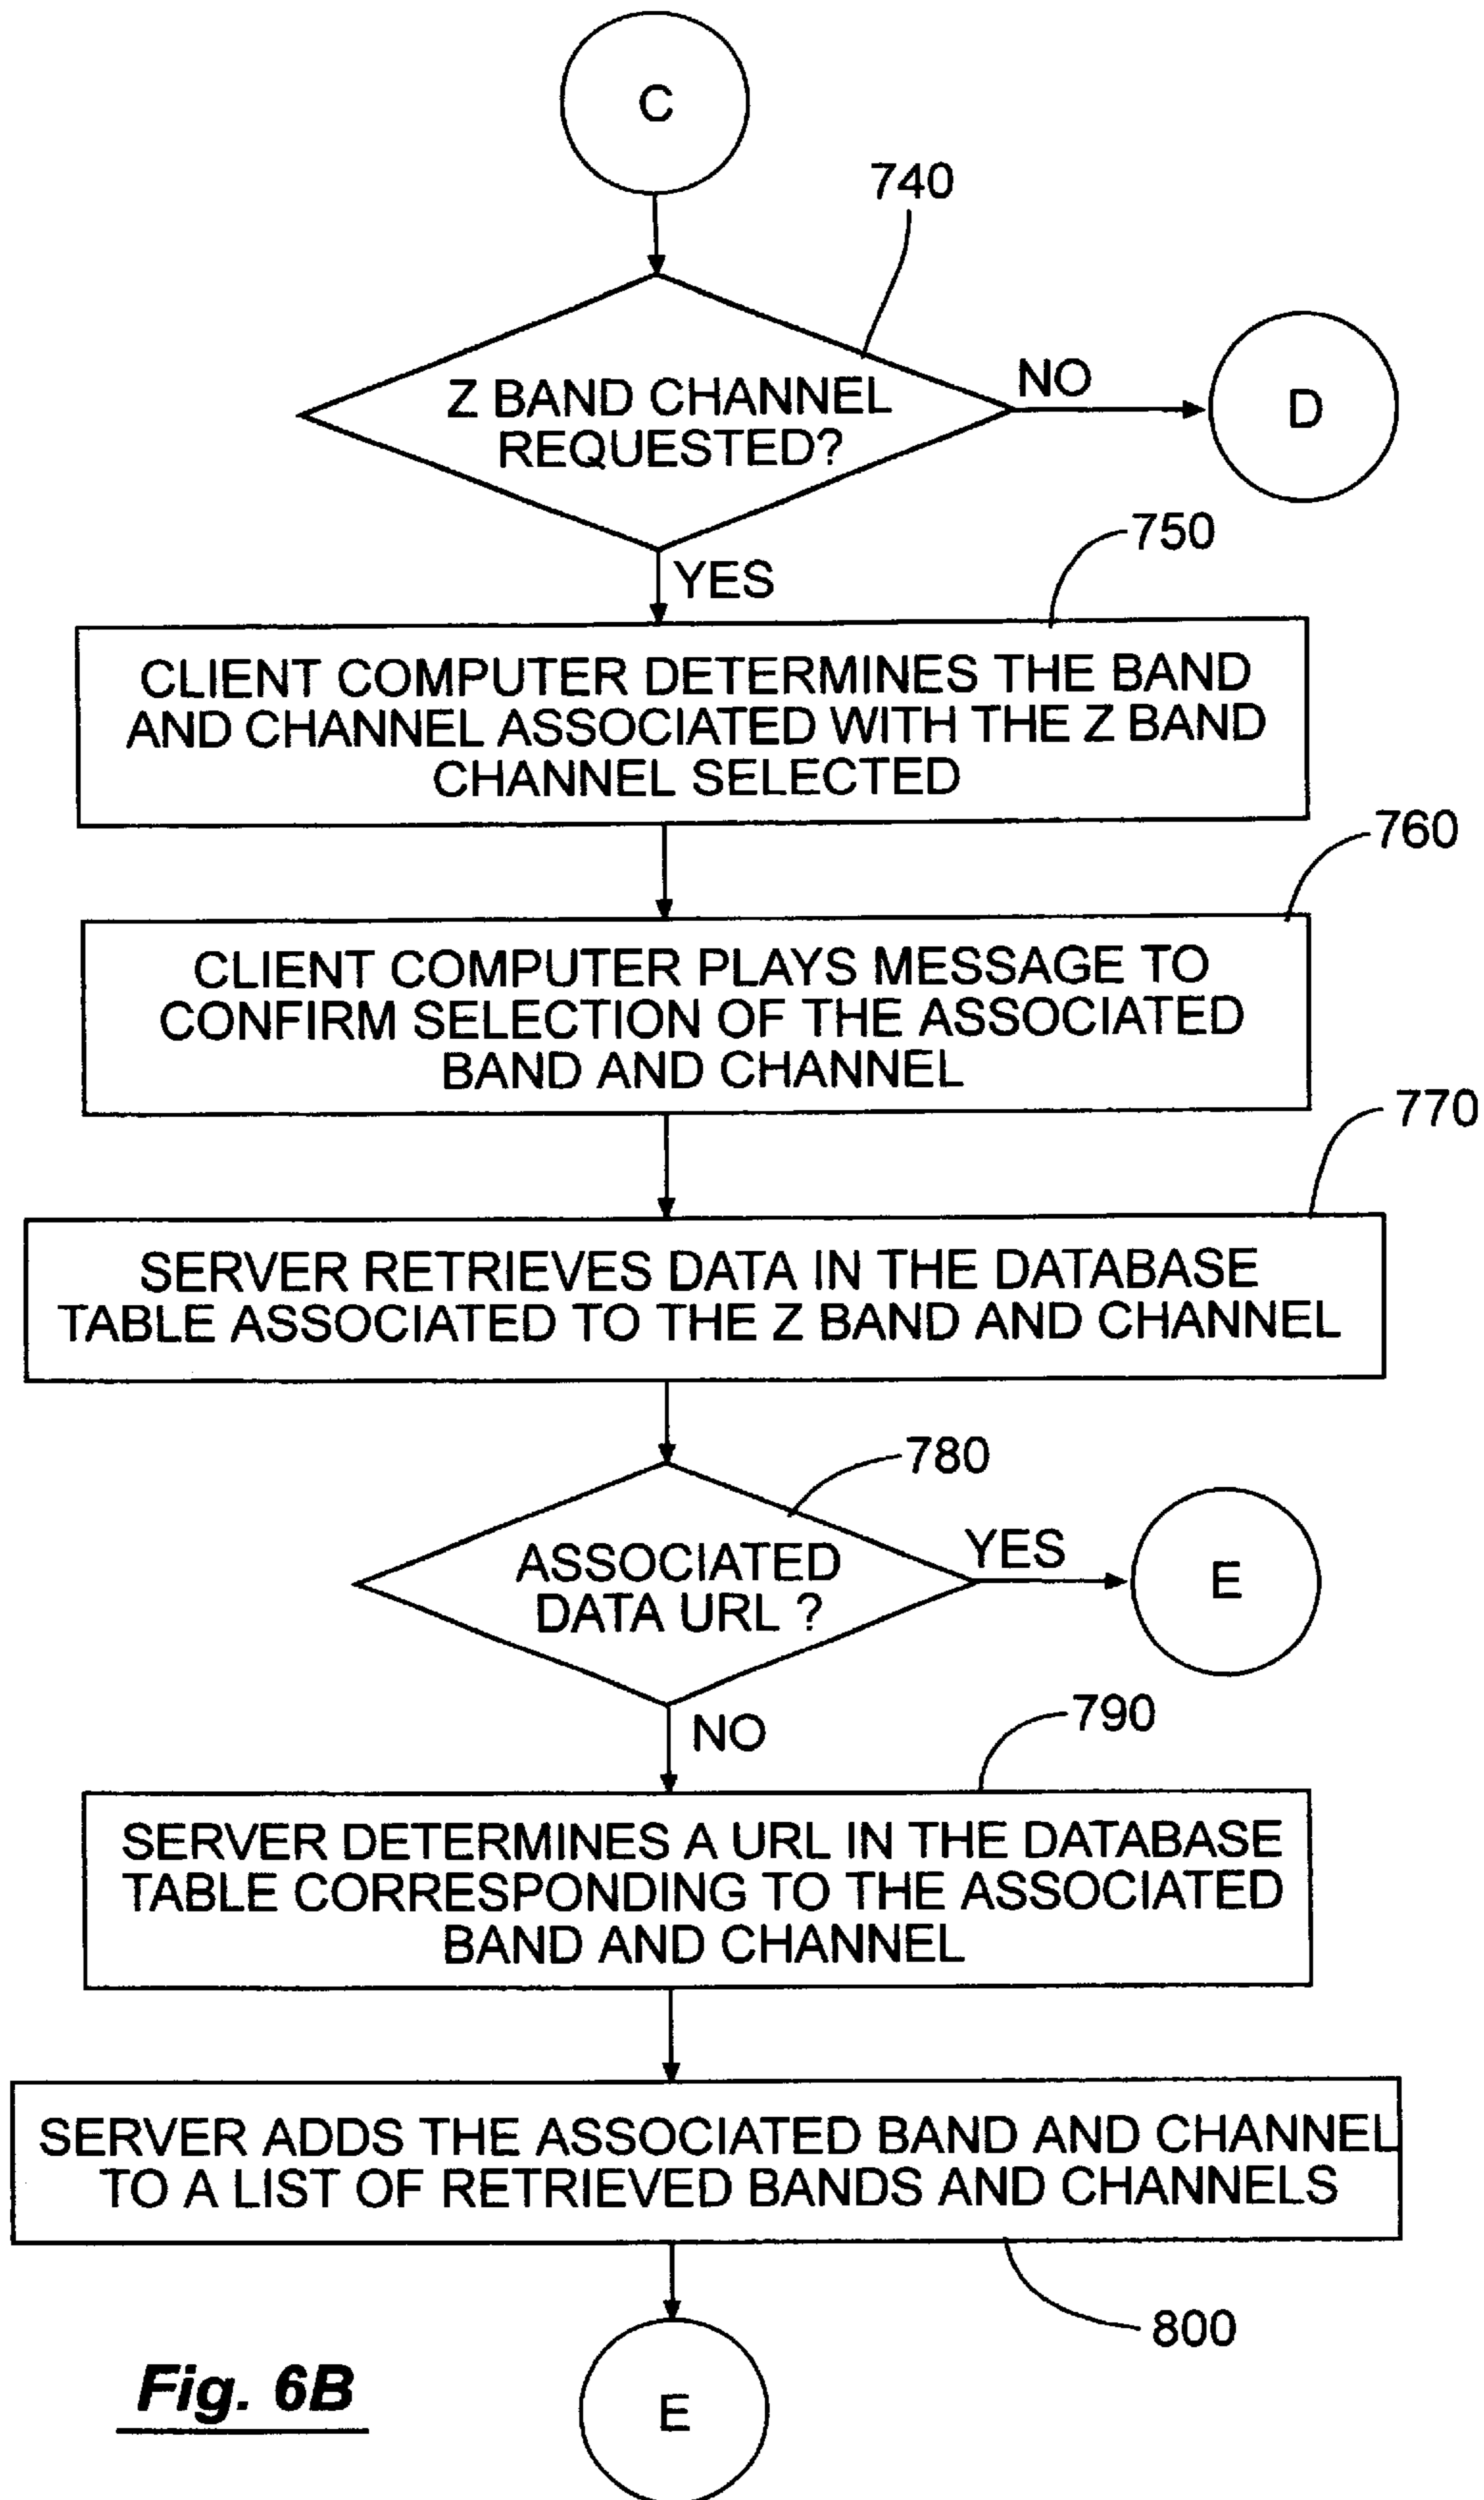 C
740
Z BAND CHANNEL
REQUESTED?
NO
D
YES
750
CLIENT COMPUTER DETERMINES THE BAND
AND CHANNEL ASSOCIATED WITH THE Z BAND
CHANNEL SELECTED
760
CLIENT COMPUTER PLAYS MESSAGE TO
CONFIRM SELECTION OF THE ASSOCIATED
BAND AND CHANNEL
770
SERVER RETRIEVES DATA IN THE DATABASE
TABLE ASSOCIATED TO THE Z BAND AND CHANNEL
780
ASSOCIATED
DATA URL ?
YES
E
NO
790
SERVER DETERMINES A URL IN THE DATABASE
TABLE CORRESPONDING TO THE ASSOCIATED
BAND AND CHANNEL
SERVER ADDS THE ASSOCIATED BAND AND CHANNEL
TO A LIST OF RETRIEVED BANDS AND CHANNELS
800
E
Fig. 6B